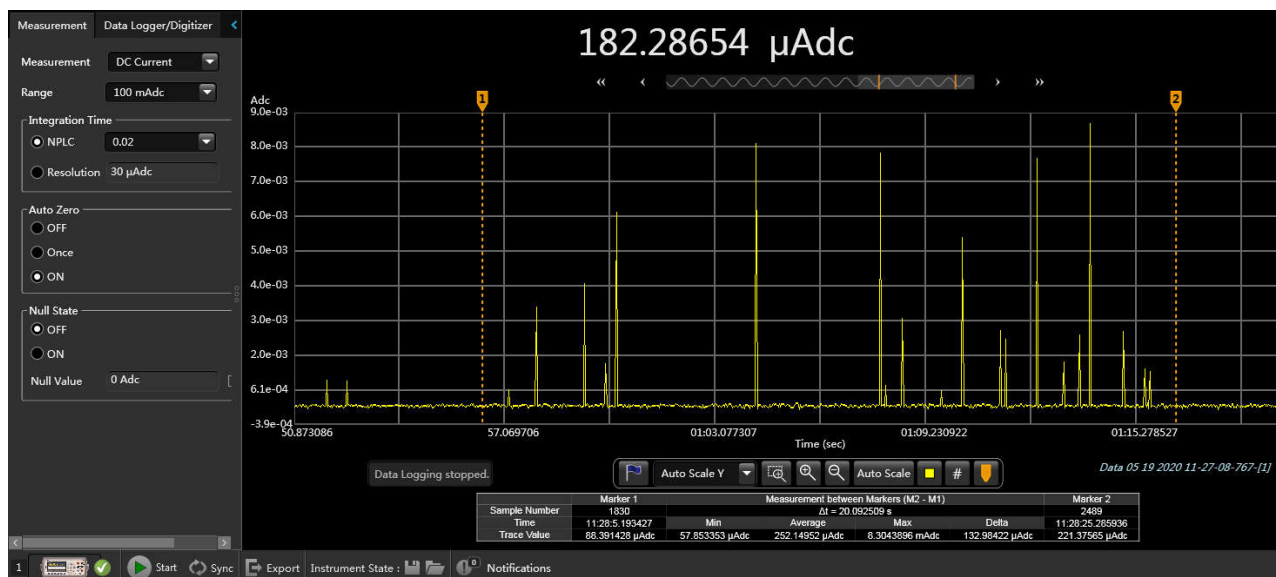 Measurement Data Logger/Digitizer
182.28654 µAdc
Measurement DC Current
Range 100 mAdc
Integration Time
NPLC 0.02
Resolution 30 µAdc
Auto Zero
OFF
Once
ON
Null State
OFF
ON
Null Value 0 Adc
Adc
1 2
9.0e-03
8.0e-03
7.0e-03
6.0e-03
5.0e-03
4.0e-03
3.0e-03
2.0e-03
6.1e-04
-3.9e-04
50.873086 57.069706 01:03.077307 01:09.230922 01:15.278527
Time (sec)
Data Logging stopped.
Auto Scale Y Auto Scale #
Data 05 19 2020 11-27-08-767-[1]
Marker 1 Measurement between Markers (M2 - M1) Marker 2
Sample Number 1830 Δt = 20.092509 s 2489
Time 11:28:5.193427 Min Average Max Delta 11:28:25.285936
Trace Value 88.391428 µAdc 57.853353 µAdc 252.14952 µAdc 8.3043896 mAdc 132.98422 µAdc 221.37565 µAdc
1 Start Sync Export Instrument State : 0 Notifications